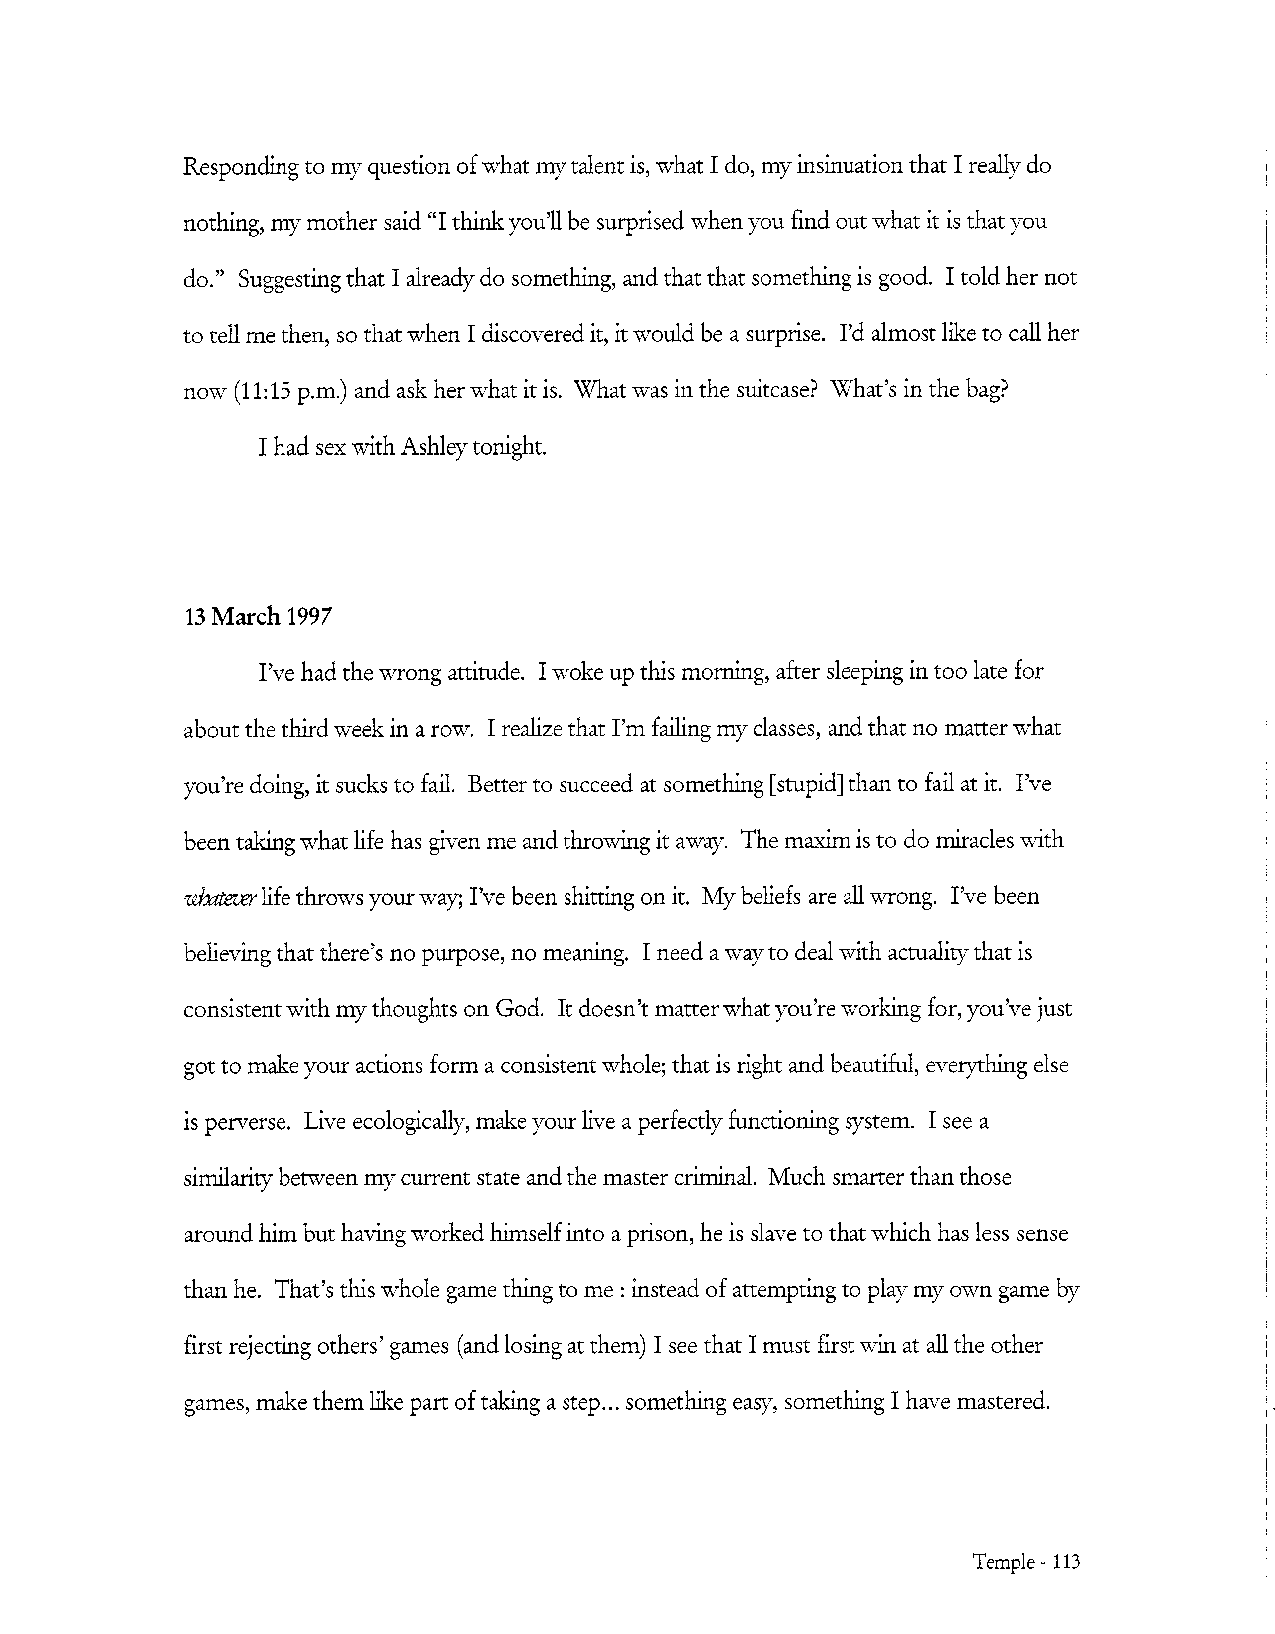 Responding to my question of what my talent is, what I do, my insinuation that I really do
nothing, my mother said “I think you’ll be surprised when you find out what it is that you
do.” Suggesting that I already do something, and that that something is good. I told her not
to tell me then, so that when I discovered it, it would be a surprise. I’d almost like to call her
now (11:15 p.m.) and ask her what it is. What was in the suitcase? What’s in the bag?
I had sex with Ashley tonight.
13 March 1997
I’ve had the wrong attitude. I woke up this morning, after sleeping in too late for
about the third week in a row. I realize that I’m failing my classes, and that no matter what
you’re doing, it sucks to fail. Better to succeed at something [stupid] than to fail at it. I’ve
been taking what life has given me and throwing it away. The maxim is to do miracles with
whatever life throws your way; I’ve been shitting on it. My beliefs are all wrong. I’ve been
believing that there’s no purpose, no meaning. I need a way to deal with actuality that is
consistent with my thoughts on God. It doesn’t matter what you’re working for, you’ve just
got to make your actions form a consistent whole; that is right and beautiful, everything else
is perverse. Live ecologically, make your live a perfectly functioning system. I see a
similarity between my current state and the master criminal. Much smarter than those
around him but having worked himself into a prison, he is slave to that which has less sense
than he. That’s this whole game thing to me : instead of attempting to play my own game by
first rejecting others’ games (and losing at them) I see that I must first win at all the other
games, make them like part of taking a step... something easy, something I have mastered.
Temple - 113